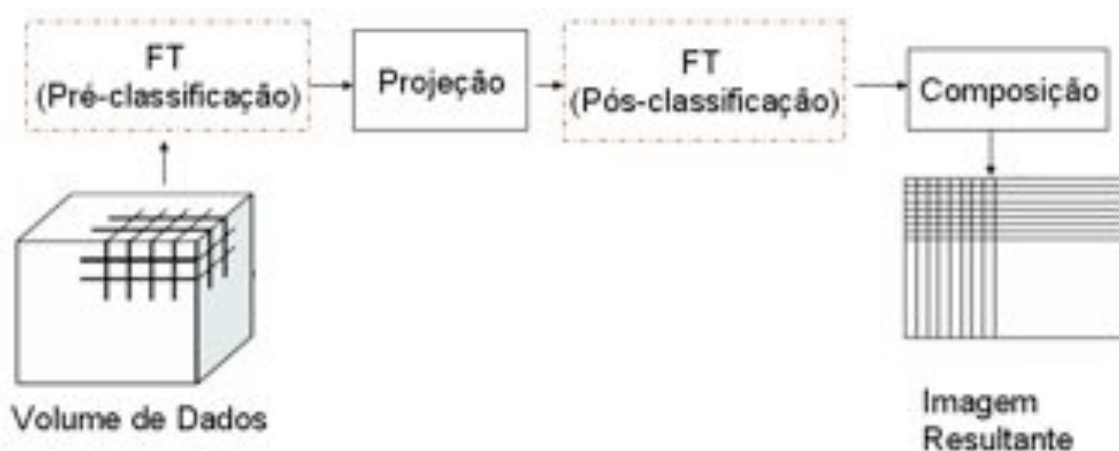 FT
(Pré-classificação)
Projeção
FT
(Pós-classificação)
Composição
Volume de Dados
Imagem
Resultante